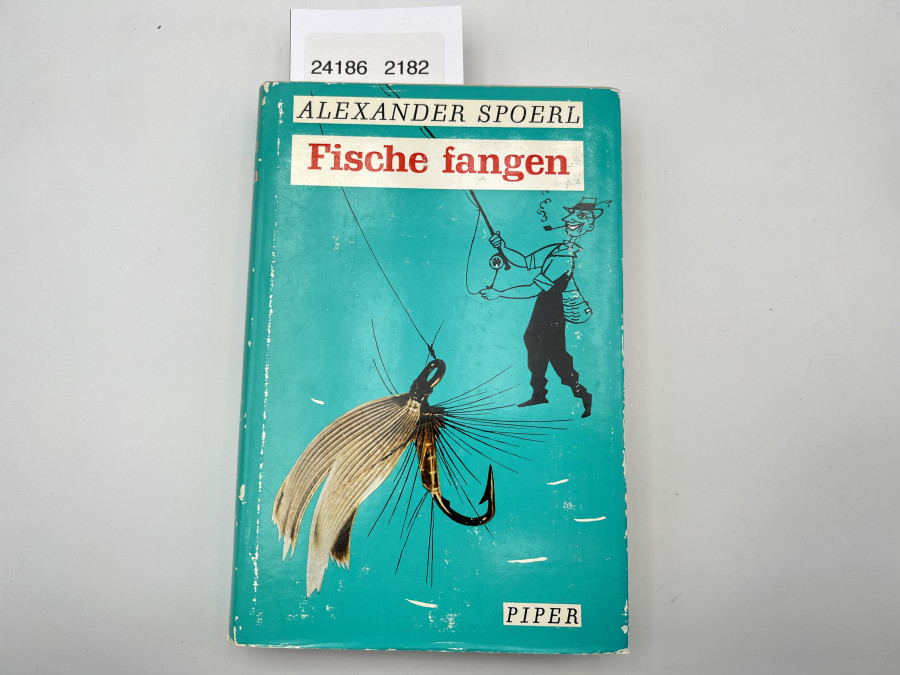 24186 2182
ALEXANDER SPOERL
Fische fangen
PIPER